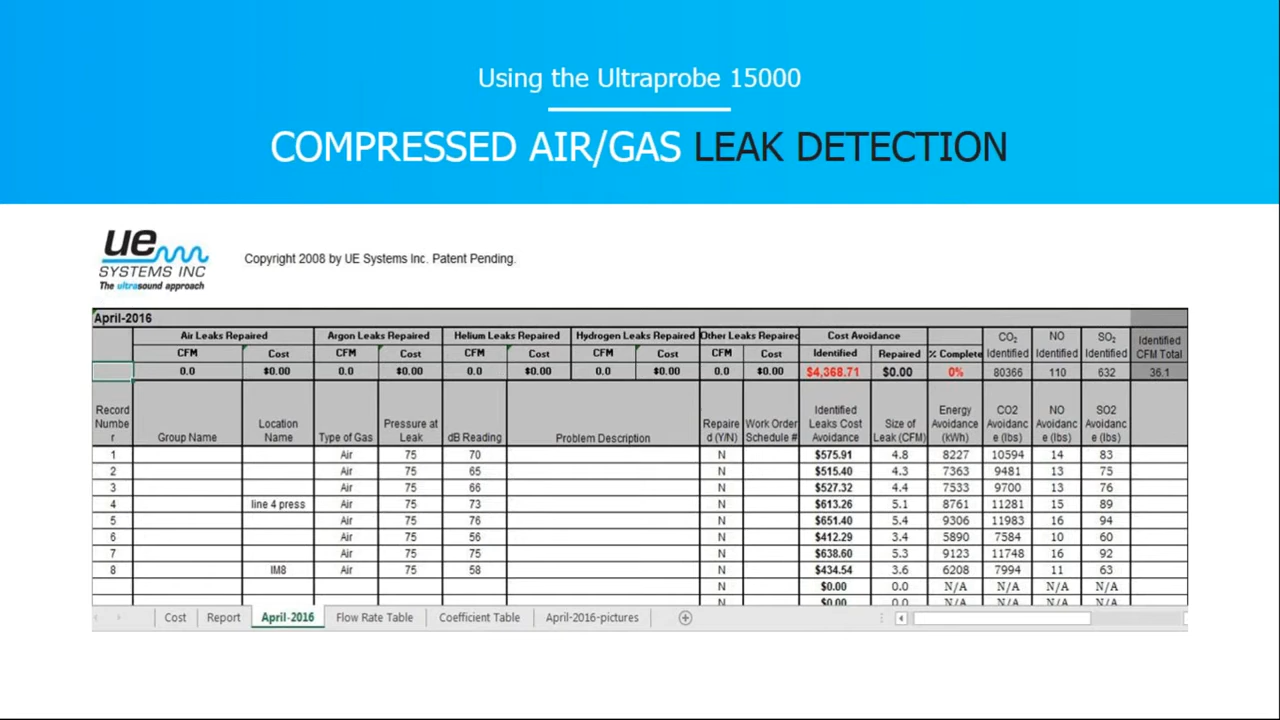 Using the Ultraprobe 15000
COMPRESSED AIR/GAS LEAK DETECTION
ue
SYSTEMS INC
The ultrasound approach
Copyright 2008 by UE Systems Inc. Patent Pending.
April-2016
Air Leaks Repaired Argon Leaks Repaired Helium Leaks Repaired Hydrogen Leaks Repaired Other Leaks Repaired Cost Avoidance CO₂ Identified NO Identified SO₂ Identified Identified CFM Total
CFM Cost CFM Cost CFM Cost CFM Cost CFM Cost Identified Repaired % Complete
0.0 $0.00 0.0 $0.00 0.0 $0.00 0.0 $0.00 0.0 $0.00 $4,368.71 $0.00 0% 80366 110 632 36.1
Record Numbe r Group Name Location Name Type of Gas Pressure at Leak dB Reading Problem Description Repaire d (Y/N) Work Order Schedule # Identified Leaks Cost Avoidance Size of Leak (CFM) Energy Avoidance (kWh) CO2 Avoidanc e (lbs) NO Avoidanc e (lbs) SO2 Avoidanc e (lbs)
1 Air 75 70 N $575.91 4.8 8227 10594 14 83
2 Air 75 65 N $515.40 4.3 7363 9481 13 75
3 Air 75 66 N $527.32 4.4 7533 9700 13 76
4 line 4 press Air 75 73 N $613.26 5.1 8761 11281 15 89
5 Air 75 76 N $651.40 5.4 9306 11983 16 94
6 Air 75 56 N $412.29 3.4 5890 7584 10 60
7 Air 75 75 N $638.60 5.3 9123 11748 16 92
8 IM8 Air 75 58 N $434.54 3.6 6208 7994 11 63
N $0.00 0.0 N/A N/A N/A N/A
N $0.00 0.0 N/A N/A N/A N/A
Cost Report April-2016 Flow Rate Table Coefficient Table April-2016-pictures